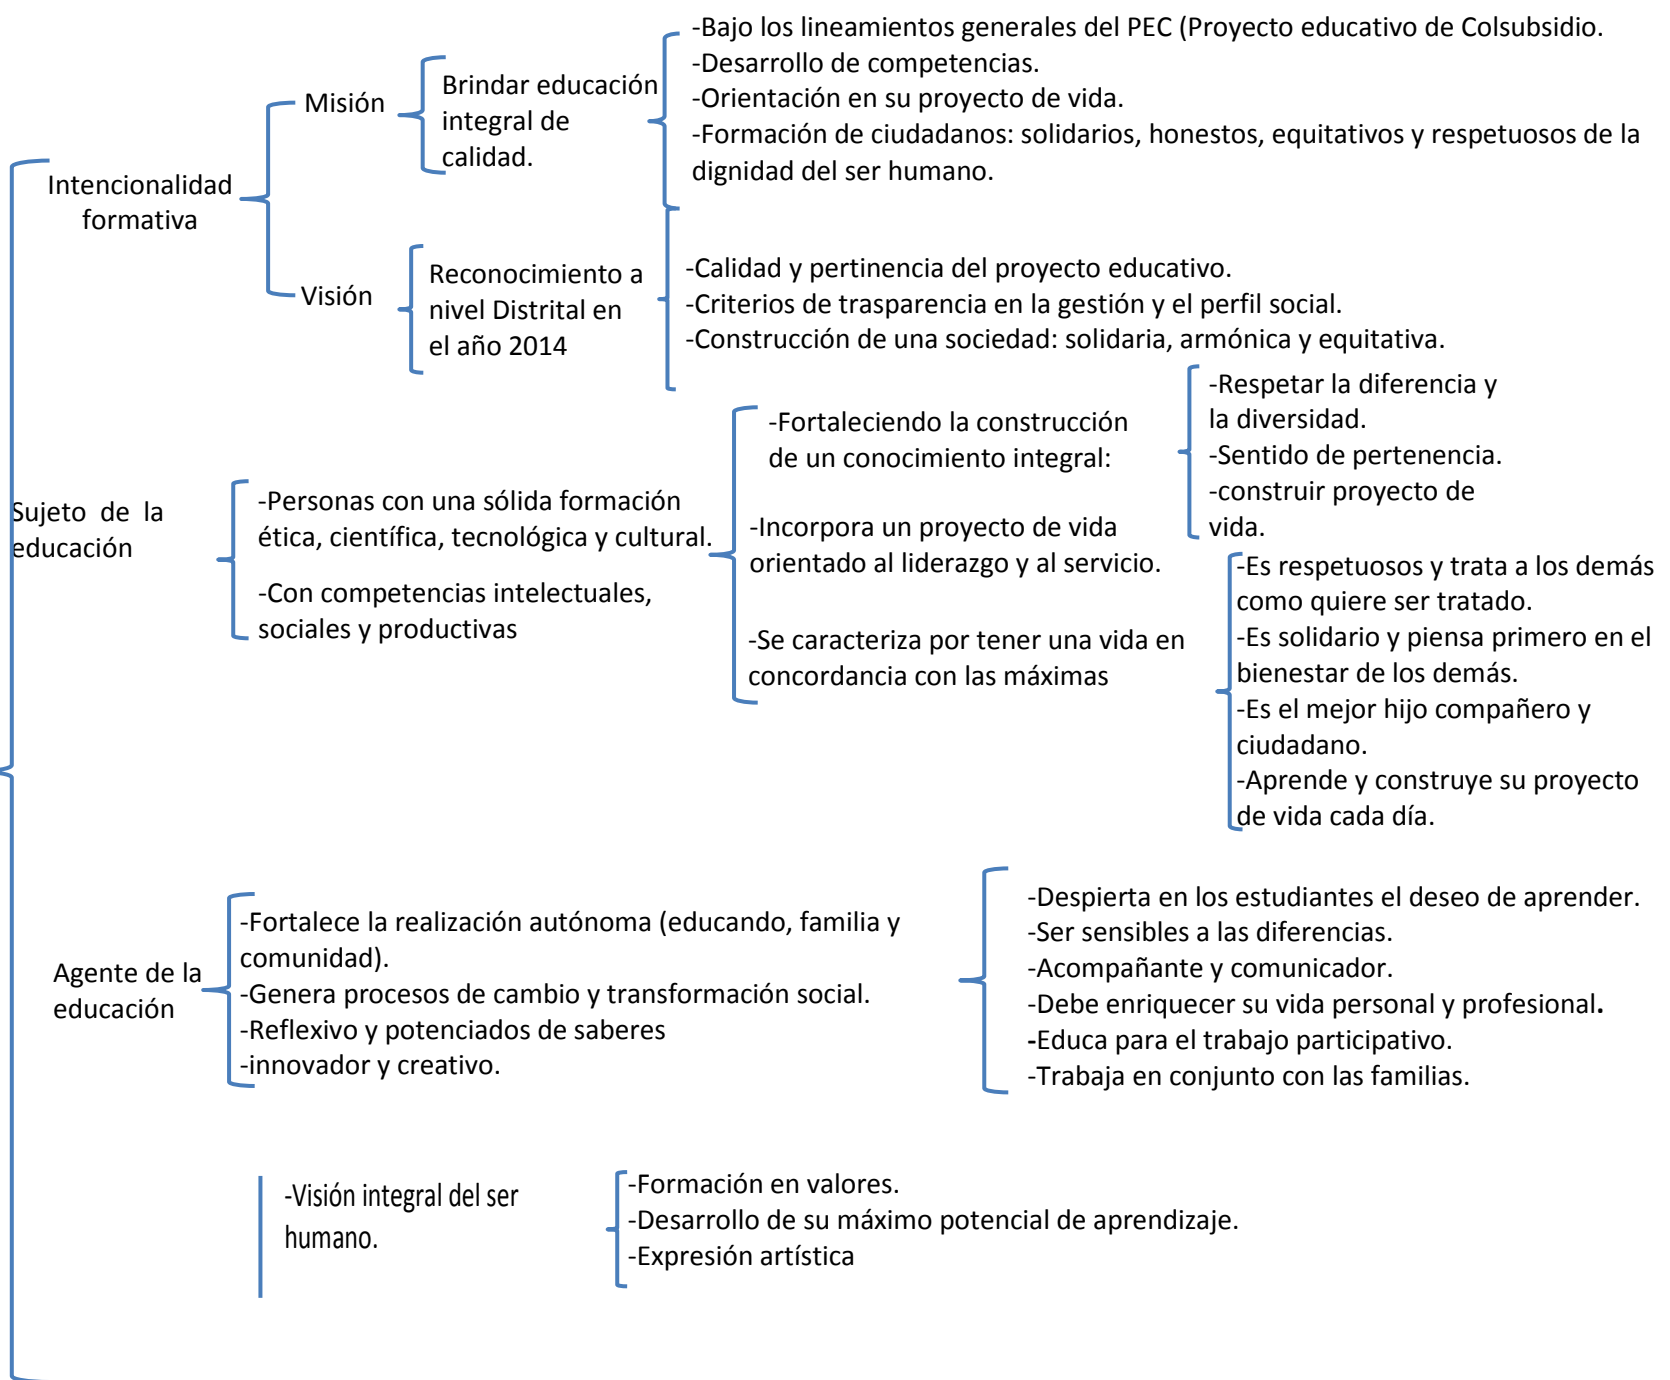 -Bajo los lineamientos generales del PEC (Proyecto educativo de Colsubsidio.
-Desarrollo de competencias.
-Orientación en su proyecto de vida.
-Formación de ciudadanos: solidarios, honestos, equitativos y respetuosos de la
dignidad del ser humano.
Misión
Brindar educación
integral de
calidad.
Intencionalidad
formativa
Visión
Reconocimiento a
nivel Distrital en
el año 2014
-Calidad y pertinencia del proyecto educativo.
-Criterios de trasparencia en la gestión y el perfil social.
-Construcción de una sociedad: solidaria, armónica y equitativa.
Sujeto de la
educación
-Personas con una sólida formación
ética, científica, tecnológica y cultural.
-Con competencias intelectuales,
sociales y productivas
-Fortaleciendo la construcción
de un conocimiento integral:
-Respetar la diferencia y
la diversidad.
-Sentido de pertenencia.
-construir proyecto de
vida.
-Incorpora un proyecto de vida
orientado al liderazgo y al servicio.
-Se caracteriza por tener una vida en
concordancia con las máximas
-Es respetuosos y trata a los demás
como quiere ser tratado.
-Es solidario y piensa primero en el
bienestar de los demás.
-Es el mejor hijo compañero y
ciudadano.
-Aprende y construye su proyecto
de vida cada día.
Agente de la
educación
-Fortalece la realización autónoma (educando, familia y
comunidad).
-Genera procesos de cambio y transformación social.
-Reflexivo y potenciados de saberes
-innovador y creativo.
-Despierta en los estudiantes el deseo de aprender.
-Ser sensibles a las diferencias.
-Acompañante y comunicador.
-Debe enriquecer su vida personal y profesional.
-Educa para el trabajo participativo.
-Trabaja en conjunto con las familias.
-Visión integral del ser
humano.
-Formación en valores.
-Desarrollo de su máximo potencial de aprendizaje.
-Expresión artística